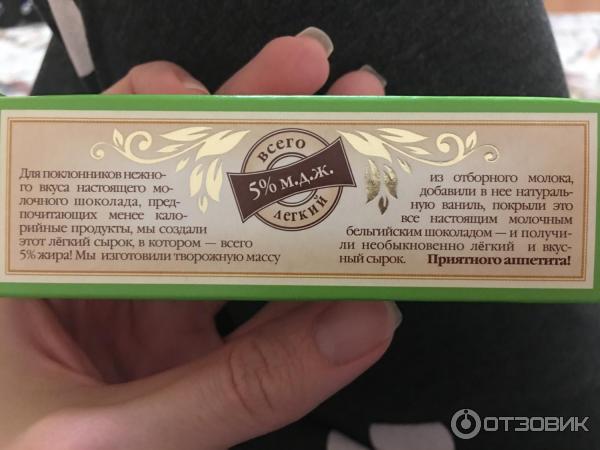 Для поклонников нежно-
го вкуса настоящего мо-
лочного шоколада, пред-
почитающих менее кало-
рийные продукты, мы создали
этот лёгкий сырок, в котором — всего
5% жира! Мы изготовили творожную массу
всего
5% м.д.ж.
легкий
из отборного молока,
добавили в нее натураль-
ную ваниль, покрыли это
все настоящим молочным
бельгийским шоколадом — и получи-
ли необыкновенно лёгкий и вкус-
ный сырок. Приятного аппетита!
ОТЗОВИК